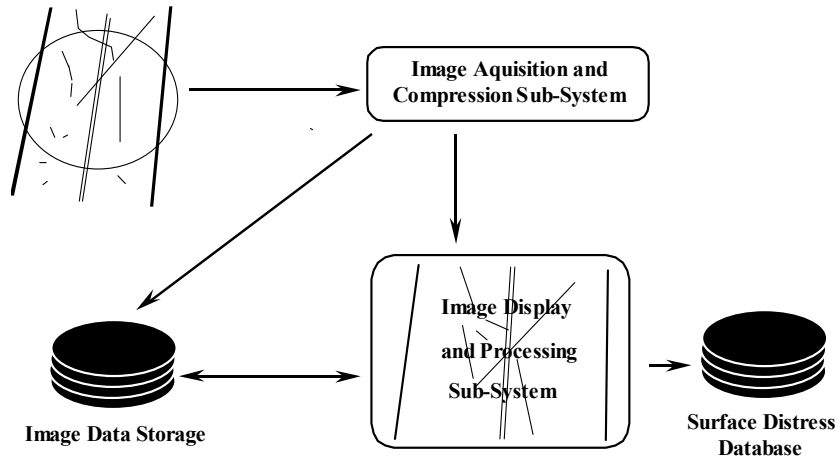 Image Aquisition and
Compression Sub-System
Image Display
and Processing
Sub-System
Image Data Storage
Surface Distress
Database